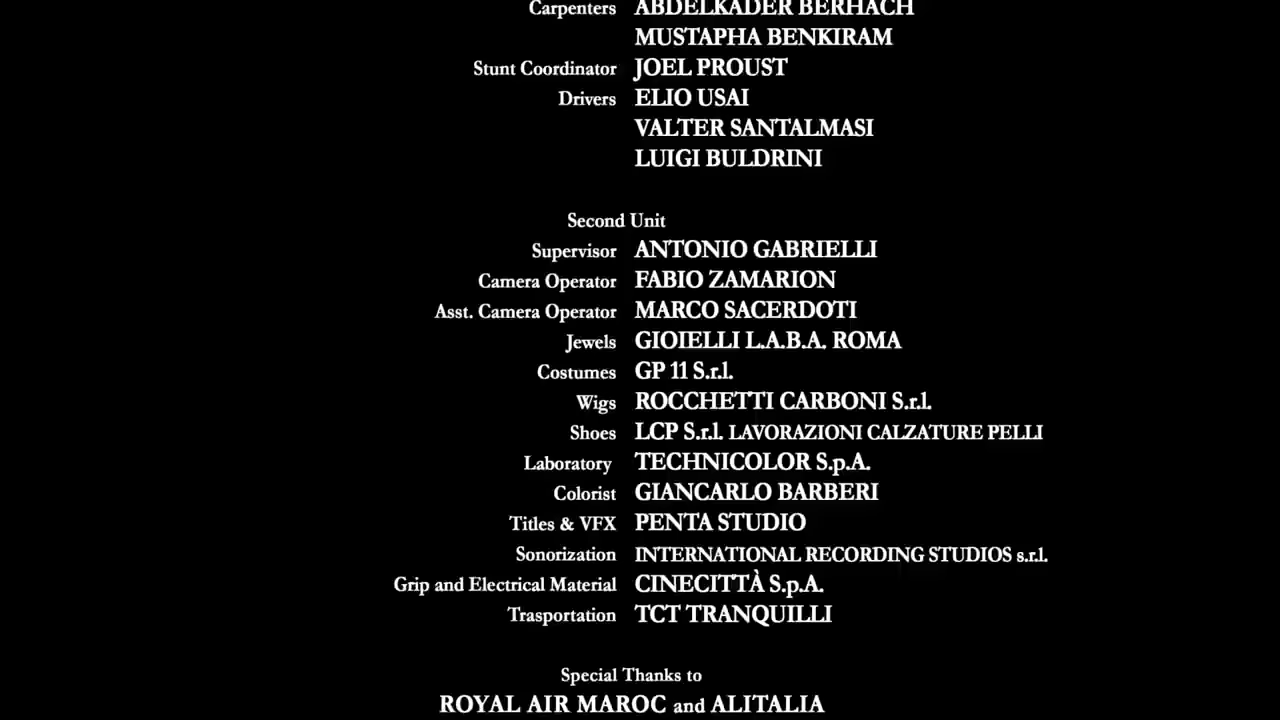 Carpenters ABDELKADER BERHACH
MUSTAPHA BENKIRAM
Stunt Coordinator JOEL PROUST
Drivers ELIO USAI
VALTER SANTALMASI
LUIGI BULDRINI
Second Unit
Supervisor ANTONIO GABRIELLI
Camera Operator FABIO ZAMARION
Asst. Camera Operator MARCO SACERDOTI
Jewels GIOIELLI L.A.B.A. ROMA
Costumes GP 11 S.r.l.
Wigs ROCCHETTI CARBONI S.r.l.
Shoes LCP S.r.l. LAVORAZIONI CALZATURE PELLI
Laboratory TECHNICOLOR S.p.A.
Colorist GIANCARLO BARBERI
Titles & VFX PENTA STUDIO
Sonorization INTERNATIONAL RECORDING STUDIOS s.r.l.
Grip and Electrical Material CINECITTÀ S.p.A.
Trasportation TCT TRANQUILLI
Special Thanks to
ROYAL AIR MAROC and ALITALIA